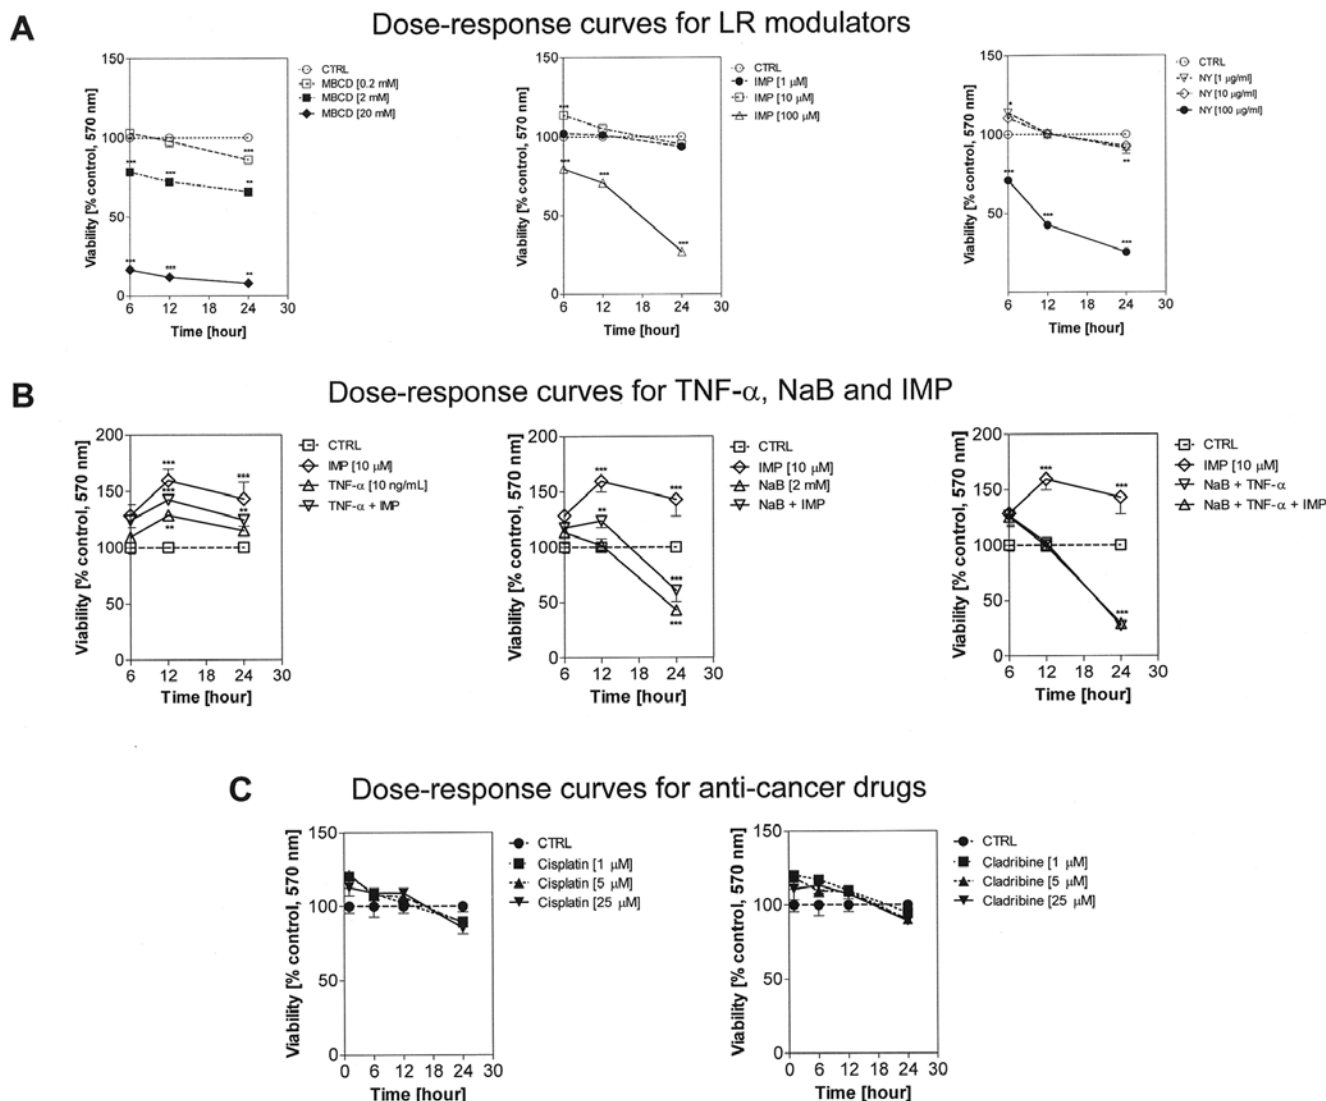 A
Dose-response curves for LR modulators
Viability [% control, 570 nm]
150
100
50
0
6
12
18
24
30
Time [hour]
CTRL
MBCD [0.2 mM]
MBCD [2 mM]
MBCD [20 mM]
***
***
***
**
***
***
**
Viability [% control, 570 nm]
150
100
50
0
6
12
18
24
30
Time [hour]
CTRL
IMP [1 µM]
IMP [10 µM]
IMP [100 µM]
***
***
***
***
Viability [% control, 570 nm]
150
100
50
6
12
18
24
30
Time [hour]
CTRL
NY [1 µg/ml]
NY [10 µg/ml]
NY [100 µg/ml]
*
**
***
***
***
B
Dose-response curves for TNF-α, NaB and IMP
Viability [% control, 570 nm]
200
150
100
50
0
6
12
18
24
30
Time [hour]
CTRL
IMP [10 µM]
TNF-α [10 ng/mL]
TNF-α + IMP
***
***
***
**
**
Viability [% control, 570 nm]
200
150
100
50
0
6
12
18
24
30
Time [hour]
CTRL
IMP [10 µM]
NaB [2 mM]
NaB + IMP
***
***
**
***
***
Viability [% control, 570 nm]
200
150
100
50
0
6
12
18
24
30
Time [hour]
CTRL
IMP [10 µM]
NaB + TNF-α
NaB + TNF-α + IMP
***
***
***
C
Dose-response curves for anti-cancer drugs
Viability [% control, 570 nm]
150
100
50
0
0
6
12
18
24
30
Time [hour]
CTRL
Cisplatin [1 µM]
Cisplatin [5 µM]
Cisplatin [25 µM]
Viability [% control, 570 nm]
150
100
50
0
0
6
12
18
24
30
Time [hour]
CTRL
Cladribine [1 µM]
Cladribine [5 µM]
Cladribine [25 µM]